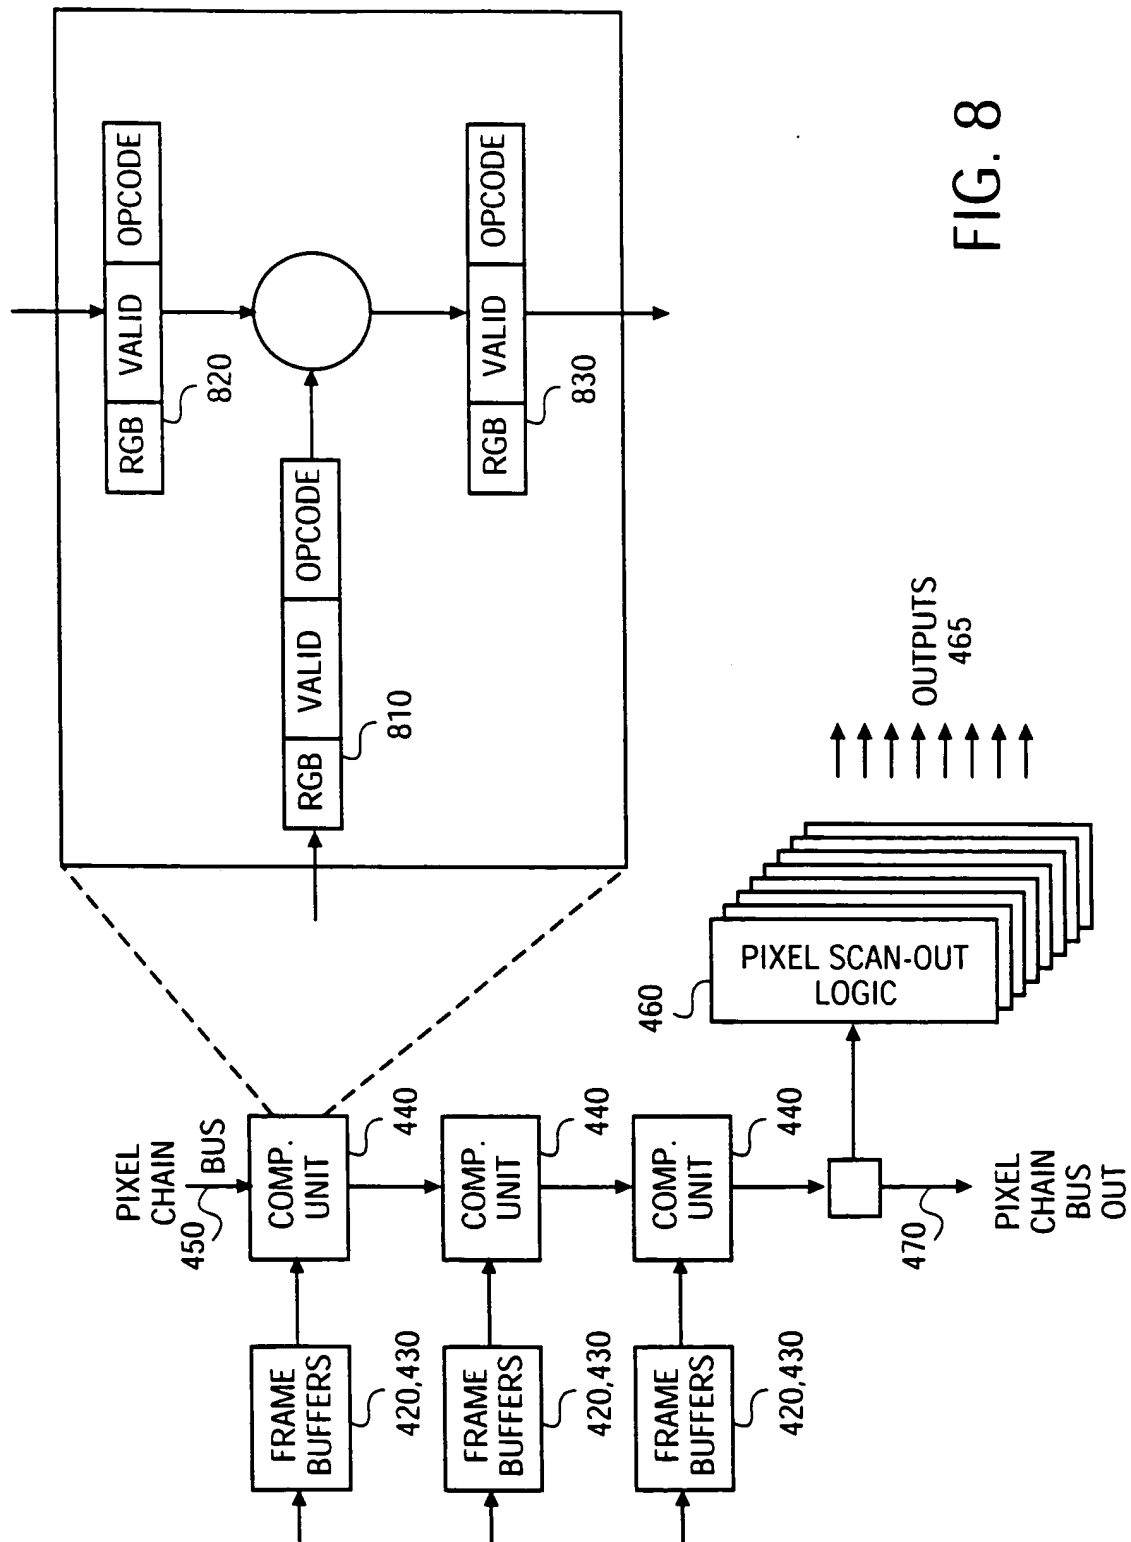 PIXEL
CHAIN
BUS
450
FRAME
BUFFERS
420,430
COMP.
UNIT
440
FRAME
BUFFERS
420,430
COMP.
UNIT
440
FRAME
BUFFERS
420,430
COMP.
UNIT
440
470
PIXEL
CHAIN
BUS
OUT
460
PIXEL SCAN-OUT
LOGIC
OUTPUTS
465
RGB VALID OPCODE
820
RGB VALID OPCODE
810
RGB VALID OPCODE
830
FIG. 8